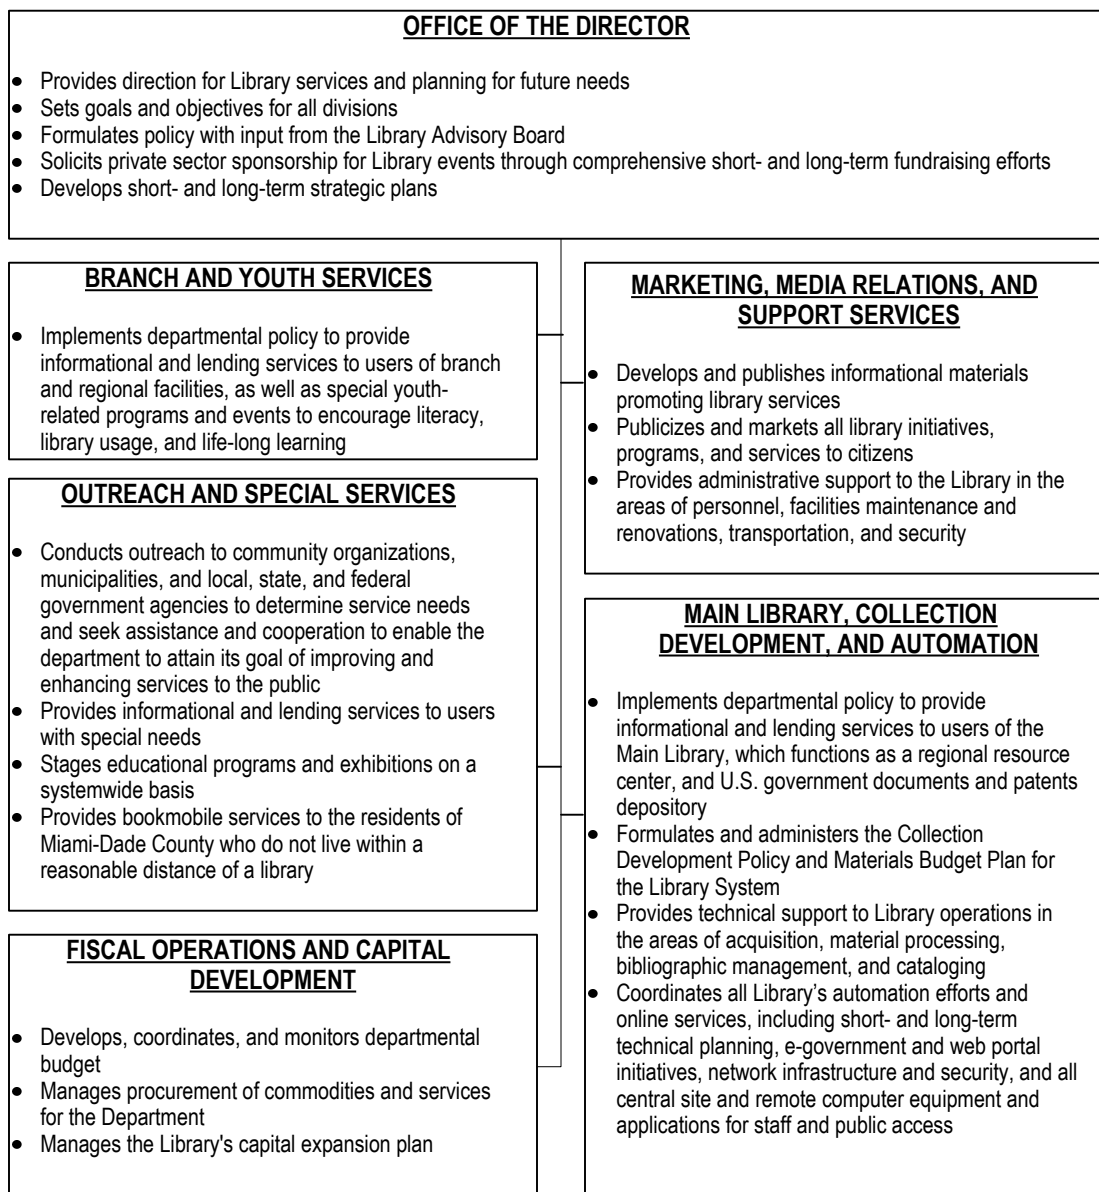 OFFICE OF THE DIRECTOR
• Provides direction for Library services and planning for future needs
• Sets goals and objectives for all divisions
• Formulates policy with input from the Library Advisory Board
• Solicits private sector sponsorship for Library events through comprehensive short- and long-term fundraising efforts
• Develops short- and long-term strategic plans
BRANCH AND YOUTH SERVICES
• Implements departmental policy to provide
informational and lending services to users of branch
and regional facilities, as well as special youth-
related programs and events to encourage literacy,
library usage, and life-long learning
OUTREACH AND SPECIAL SERVICES
• Conducts outreach to community organizations,
municipalities, and local, state, and federal
government agencies to determine service needs
and seek assistance and cooperation to enable the
department to attain its goal of improving and
enhancing services to the public
• Provides informational and lending services to users
with special needs
• Stages educational programs and exhibitions on a
systemwide basis
• Provides bookmobile services to the residents of
Miami-Dade County who do not live within a
reasonable distance of a library
FISCAL OPERATIONS AND CAPITAL
DEVELOPMENT
• Develops, coordinates, and monitors departmental
budget
• Manages procurement of commodities and services
for the Department
• Manages the Library's capital expansion plan
MARKETING, MEDIA RELATIONS, AND
SUPPORT SERVICES
• Develops and publishes informational materials
promoting library services
• Publicizes and markets all library initiatives,
programs, and services to citizens
• Provides administrative support to the Library in the
areas of personnel, facilities maintenance and
renovations, transportation, and security
MAIN LIBRARY, COLLECTION
DEVELOPMENT, AND AUTOMATION
• Implements departmental policy to provide
informational and lending services to users of the
Main Library, which functions as a regional resource
center, and U.S. government documents and patents
depository
• Formulates and administers the Collection
Development Policy and Materials Budget Plan for
the Library System
• Provides technical support to Library operations in
the areas of acquisition, material processing,
bibliographic management, and cataloging
• Coordinates all Library’s automation efforts and
online services, including short- and long-term
technical planning, e-government and web portal
initiatives, network infrastructure and security, and all
central site and remote computer equipment and
applications for staff and public access